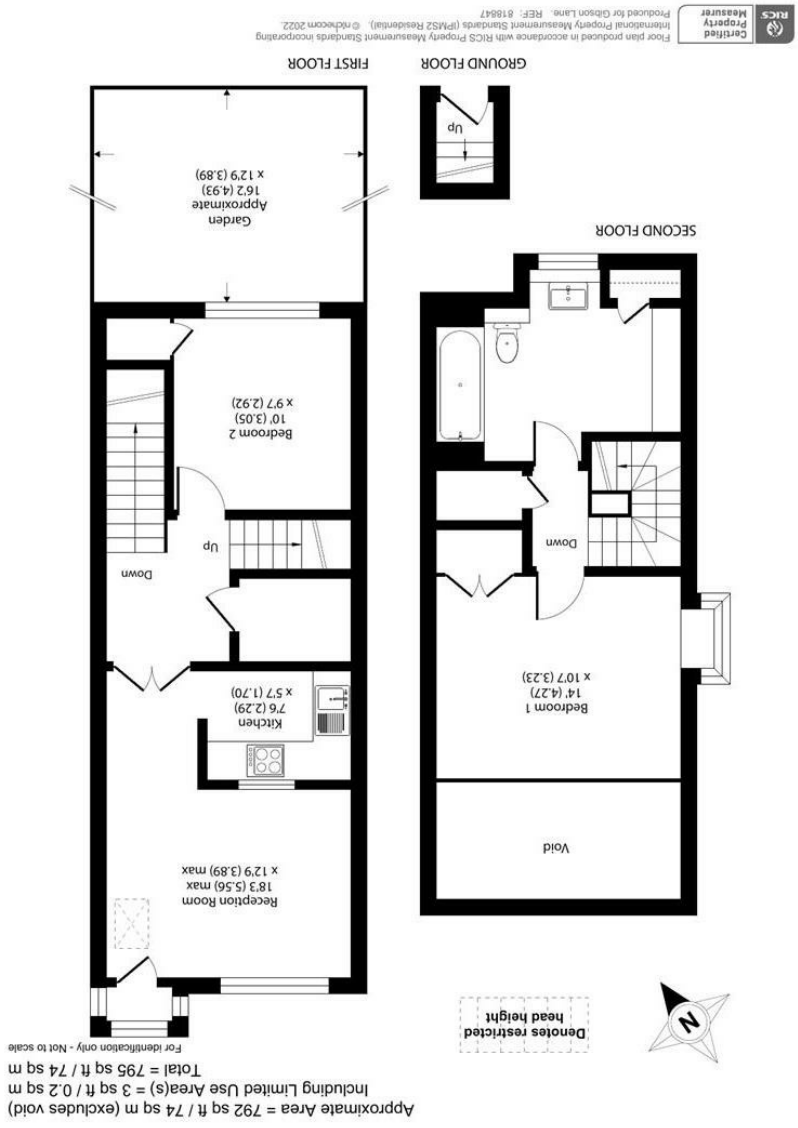 Approximate Area = 792 sq ft / 74 sq m (excludes void)
Including Limited Use Area(s) = 3 sq ft / 0.2 sq m
Total = 795 sq ft / 74 sq m
For identification only - Not to scale
N
Denotes restricted
head height
Reception Room
18'3 (5.56) max
x 12'9 (3.89) max
Void
Kitchen
7'6 (2.29)
x 5'7 (1.70)
Bedroom 1
14' (4.27)
x 10'7 (3.23)
Down
Up
Down
Bedroom 2
10' (3.05)
x 9'7 (2.92)
SECOND FLOOR
Garden
Approximate
16'2 (4.93)
x 12'9 (3.89)
Up
GROUND FLOOR
FIRST FLOOR
RICS
Certified
Property
Measurer
Floor plan produced in accordance with RICS Property Measurement Standards incorporating
International Property Measurement Standards (IPMS2 Residential). © nichecom 2022.
Produced for Gibson Lane. REF: 818847